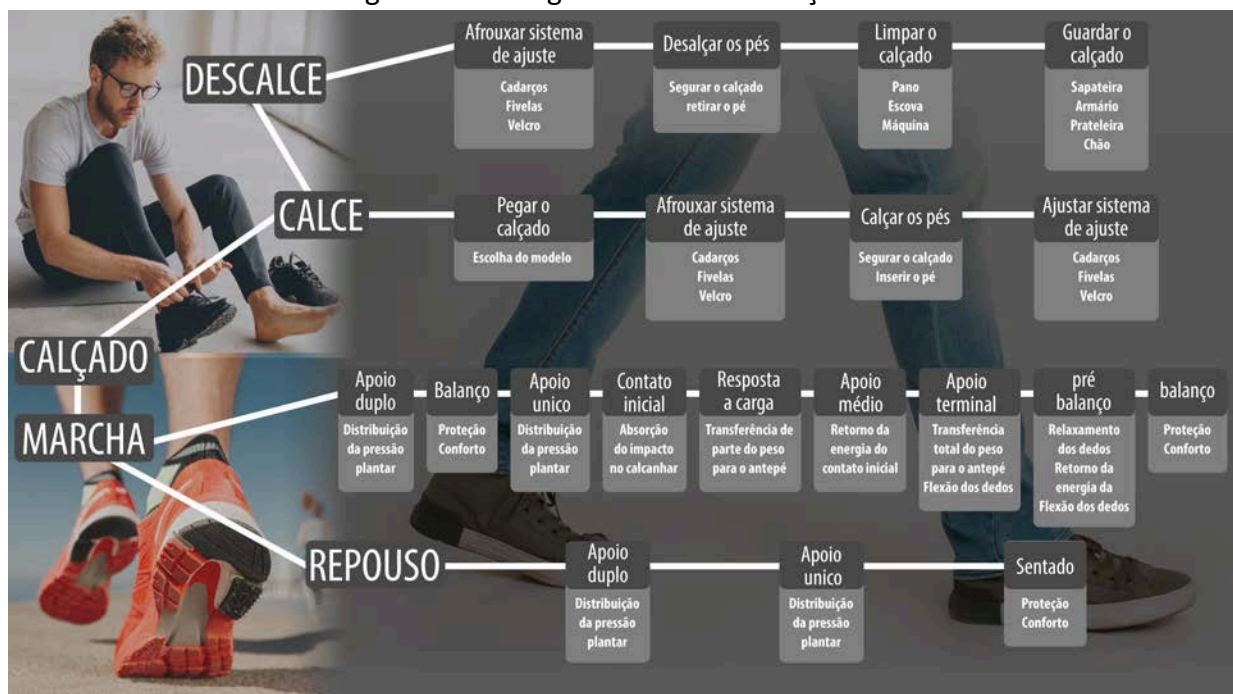 DESCALCE
Afrouxar sistema
de ajuste
Cadarços
Fivelas
Velcro
Desalçar os pés
Segurar o calçado
retirar o pé
Limpar o
calçado
Pano
Escova
Máquina
Guardar o
calçado
Sapateira
Armário
Prateleira
Chão
CALCE
Pegar o
calçado
Escolha do modelo
Afrouxar sistema
de ajuste
Cadarços
Fivelas
Velcro
Calçar os pés
Segurar o calçado
Inserir o pé
Ajustar sistema
de ajuste
Cadarços
Fivelas
Velcro
CALÇADO
MARCHA
Apoio
duplo
Distribuição
da pressão
plantar
Balanço
Proteção
Conforto
Apoio
unico
Distribuição
da pressão
plantar
Contato
inicial
Absorção
do impacto
no calcanhar
Resposta
a carga
Transferência de
parte do peso
para o antepé
Apoio
médio
Retorno da
energia do
contato inicial
Apoio
terminal
Transferência
total do peso
para o antepé
Flexão dos dedos
pré
balanço
Relaxamento
dos dedos
Retorno da
energia da
Flexão dos dedos
balanço
Proteção
Conforto
REPOUSO
Apoio
duplo
Distribuição
da pressão
plantar
Apoio
unico
Distribuição
da pressão
plantar
Sentado
Proteção
Conforto